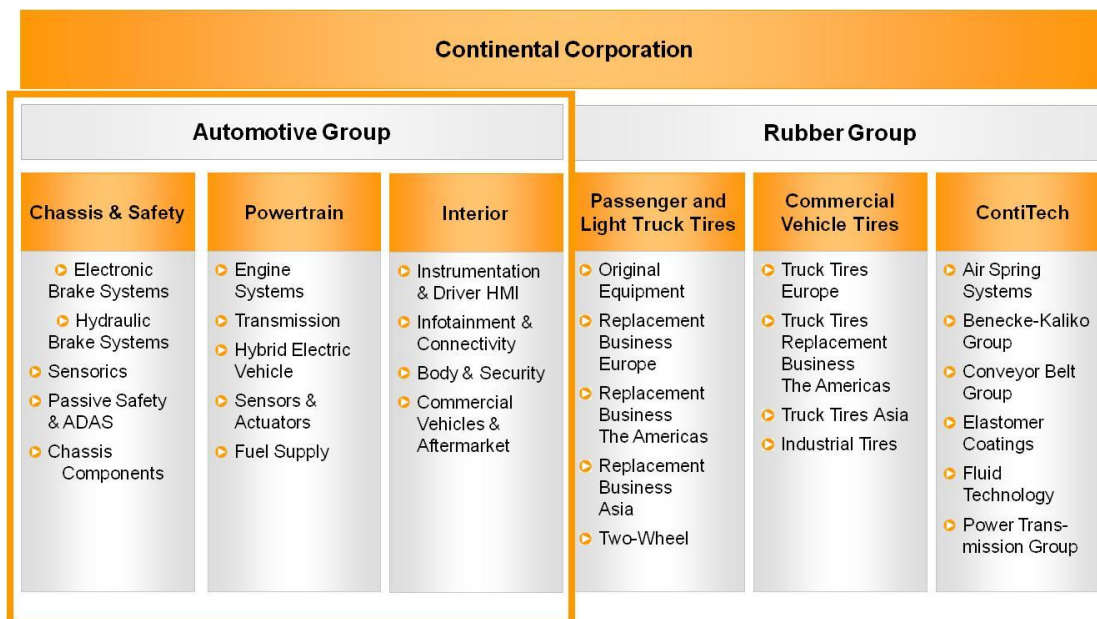 Continental Corporation
Automotive Group
Rubber Group
Chassis & Safety
Electronic
Brake Systems
Hydraulic
Brake Systems
Sensorics
Passive Safety
& ADAS
Chassis
Components
Powertrain
Engine
Systems
Transmission
Hybrid Electric
Vehicle
Sensors &
Actuators
Fuel Supply
Interior
Instrumentation
& Driver HMI
Infotainment &
Connectivity
Body & Security
Commercial
Vehicles &
Aftermarket
Passenger and
Light Truck Tires
Original
Equipment
Replacement
Business
Europe
Replacement
Business
The Americas
Replacement
Business
Asia
Two-Wheel
Commercial
Vehicle Tires
Truck Tires
Europe
Truck Tires
Replacement
Business
The Americas
Truck Tires Asia
Industrial Tires
ContiTech
Air Spring
Systems
Benecke-Kaliko
Group
Conveyor Belt
Group
Elastomer
Coatings
Fluid
Technology
Power Trans-
mission Group